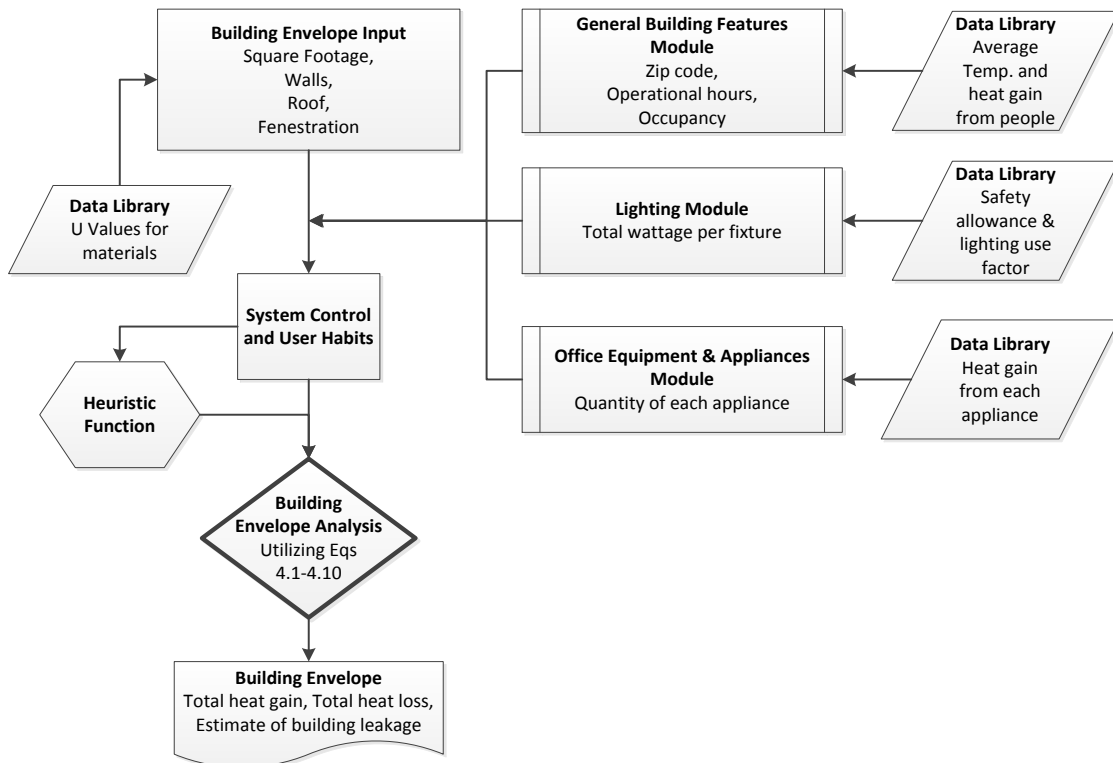 Building Envelope Input
Square Footage,
Walls,
Roof,
Fenestration
General Building Features
Module
Zip code,
Operational hours,
Occupancy
Data Library
Average
Temp. and
heat gain
from people
Data Library
U Values for
materials
Lighting Module
Total wattage per fixture
Data Library
Safety
allowance &
lighting use
factor
System Control
and User Habits
Office Equipment & Appliances
Module
Quantity of each appliance
Data Library
Heat gain
from each
appliance
Heuristic
Function
Building
Envelope Analysis
Utilizing Eqs
4.1-4.10
Building Envelope
Total heat gain, Total heat loss,
Estimate of building leakage